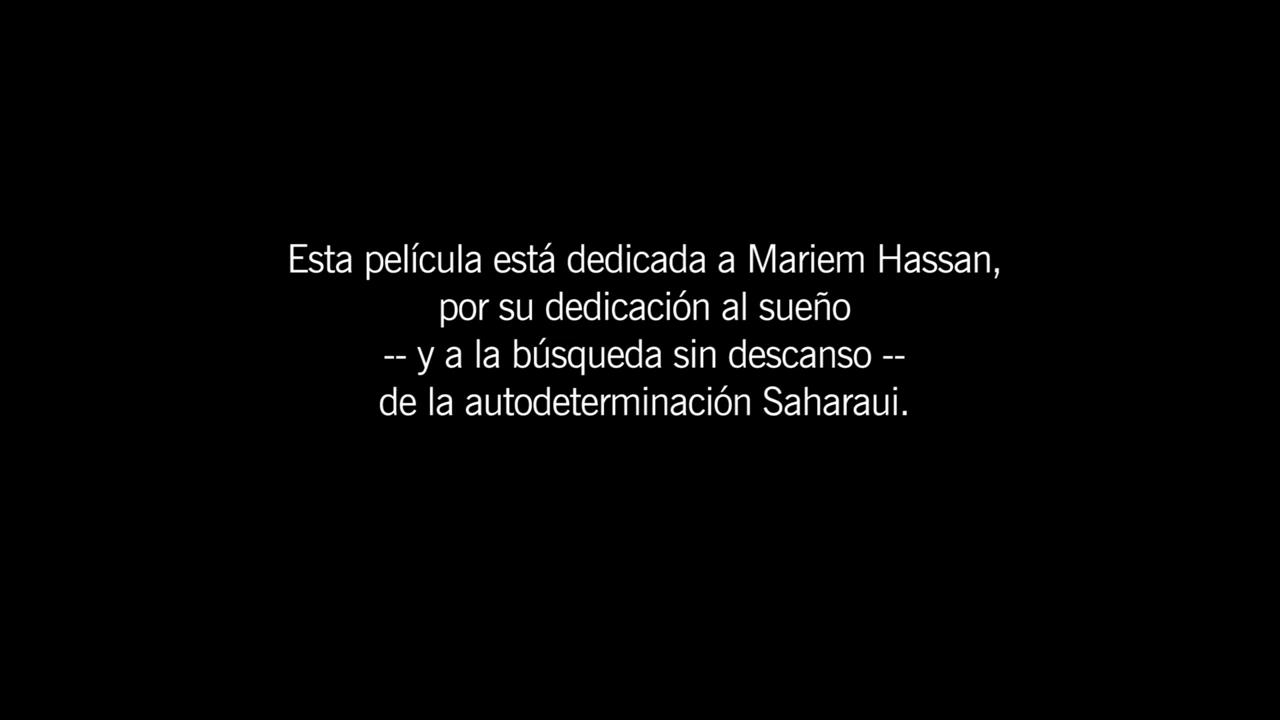 Esta película está dedicada a Mariem Hassan,
por su dedicación al sueño
-- y a la búsqueda sin descanso --
de la autodeterminación Saharaui.